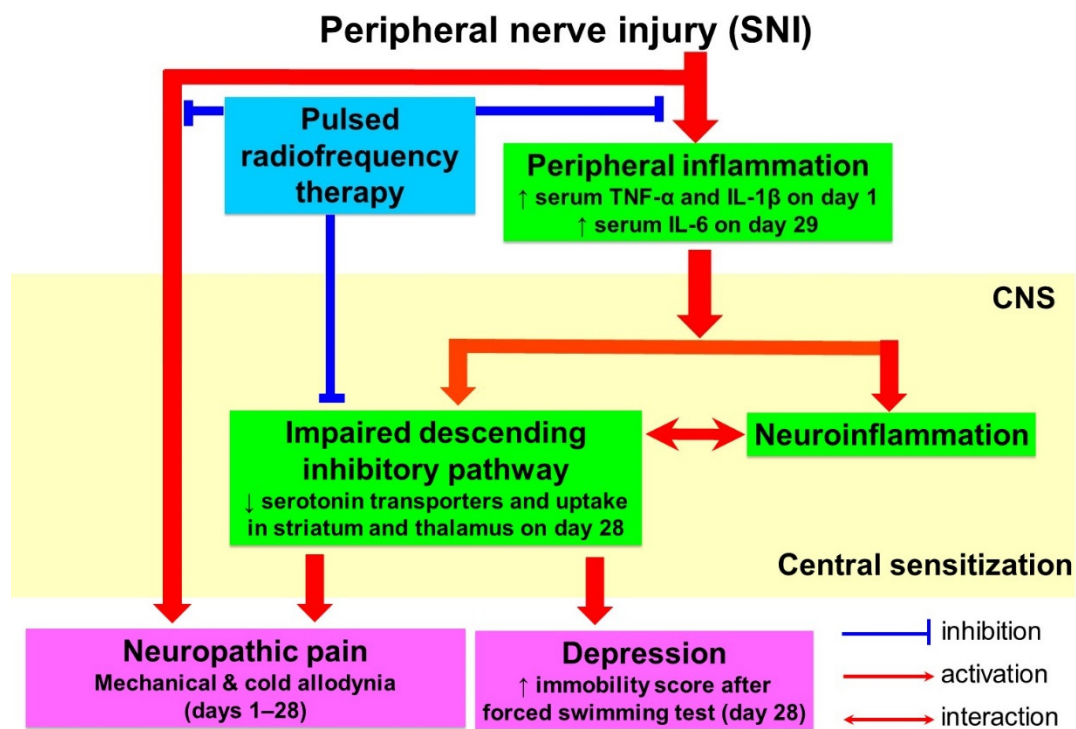 Peripheral nerve injury (SNI)
Pulsed
radiofrequency
therapy
Peripheral inflammation
↑ serum TNF-α and IL-1β on day 1
↑ serum IL-6 on day 29
CNS
Impaired descending
inhibitory pathway
↓ serotonin transporters and uptake
in striatum and thalamus on day 28
Neuroinflammation
Central sensitization
Neuropathic pain
Mechanical & cold allodynia
(days 1–28)
Depression
↑ immobility score after
forced swimming test (day 28)
inhibition
activation
interaction